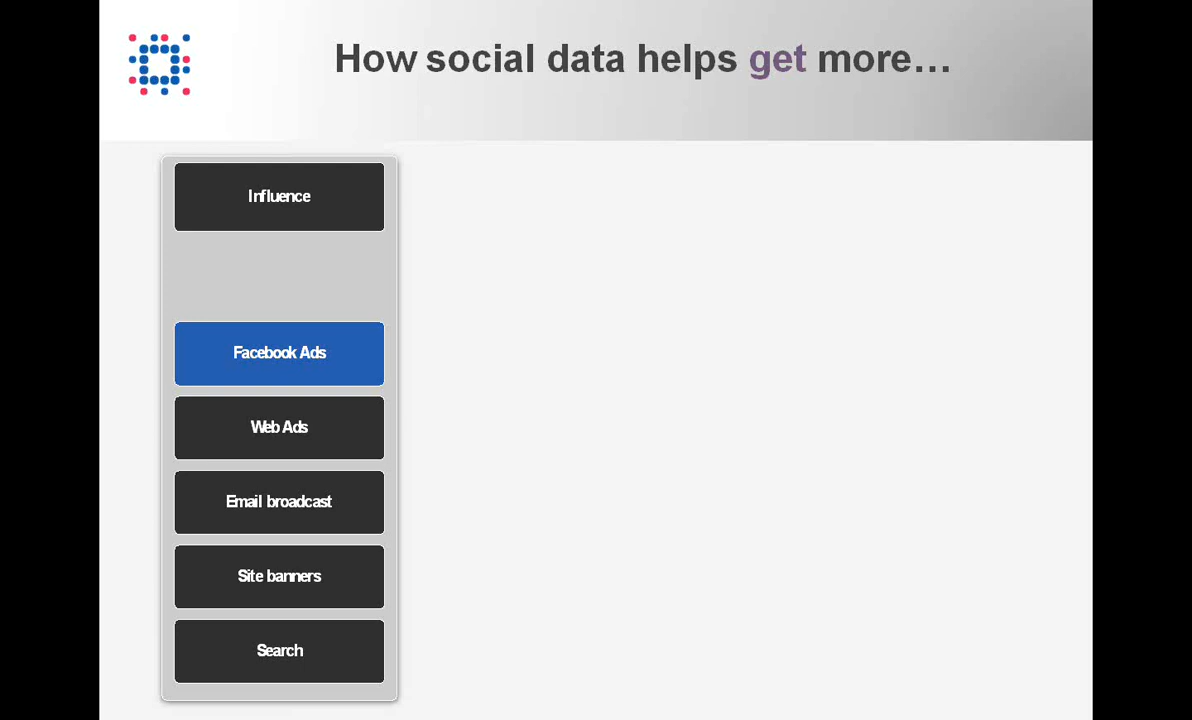 How social data helps get more…
Influence
Facebook Ads
Web Ads
Email broadcast
Site banners
Search